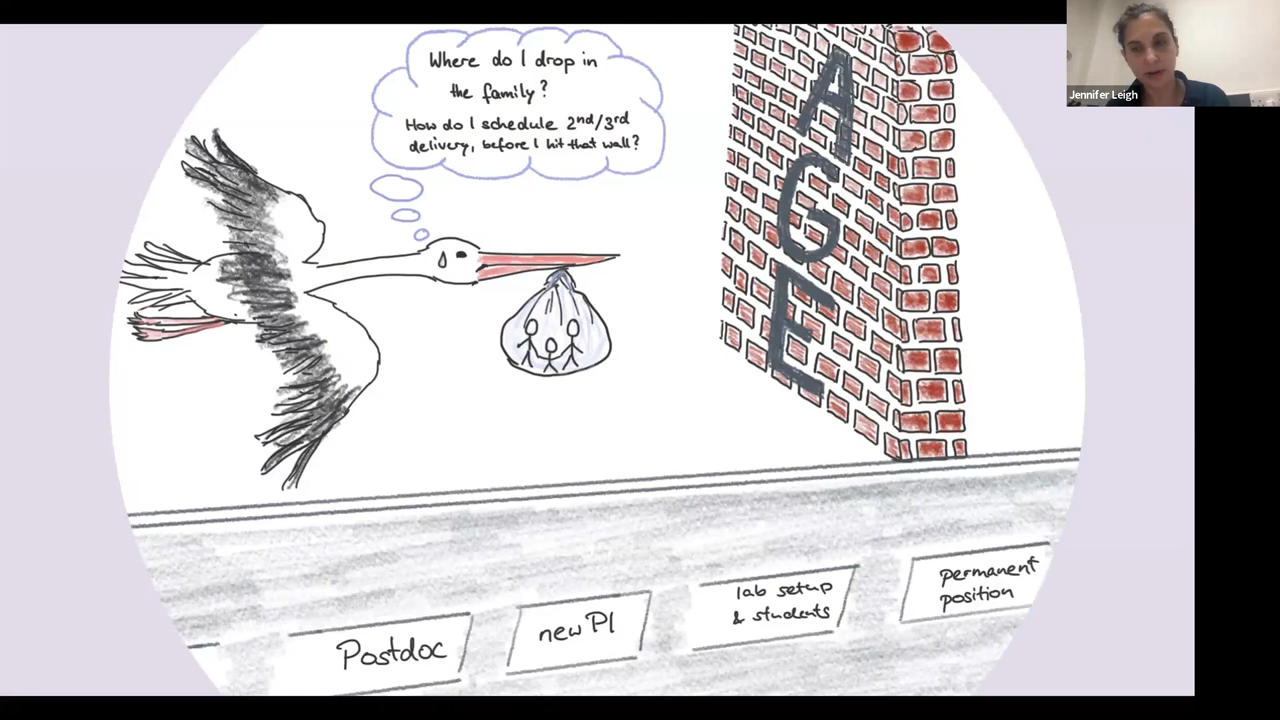 Where do I drop in
the family?
How do I schedule 2nd/3rd
delivery, before I hit that wall?
AGE
Jennifer Leigh
Postdoc
new PI
lab setup
& students
permanent
position